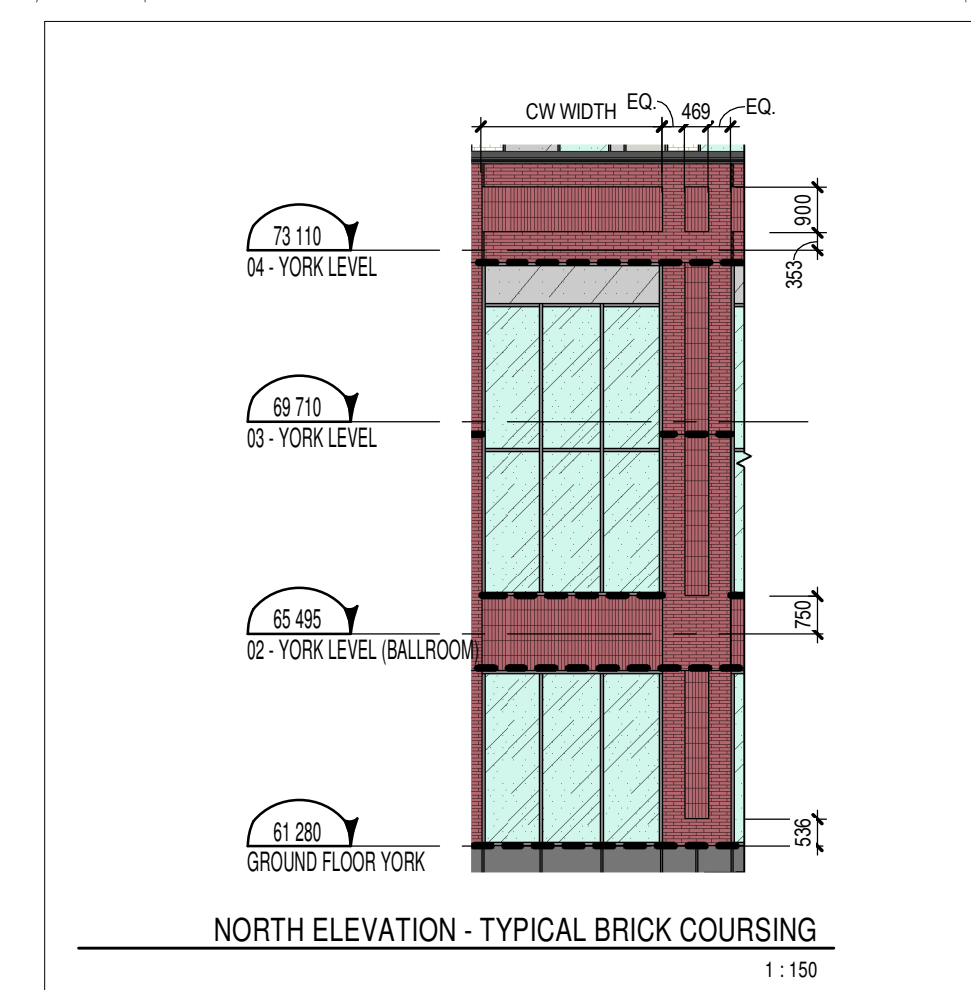 CW WIDTH
EQ.
469
EQ.
900
73 110
04 - YORK LEVEL
353
69 710
03 - YORK LEVEL
750
65 495
02 - YORK LEVEL (BALLROOM)
61 280
GROUND FLOOR YORK
536
NORTH ELEVATION - TYPICAL BRICK COURSING
1 : 150